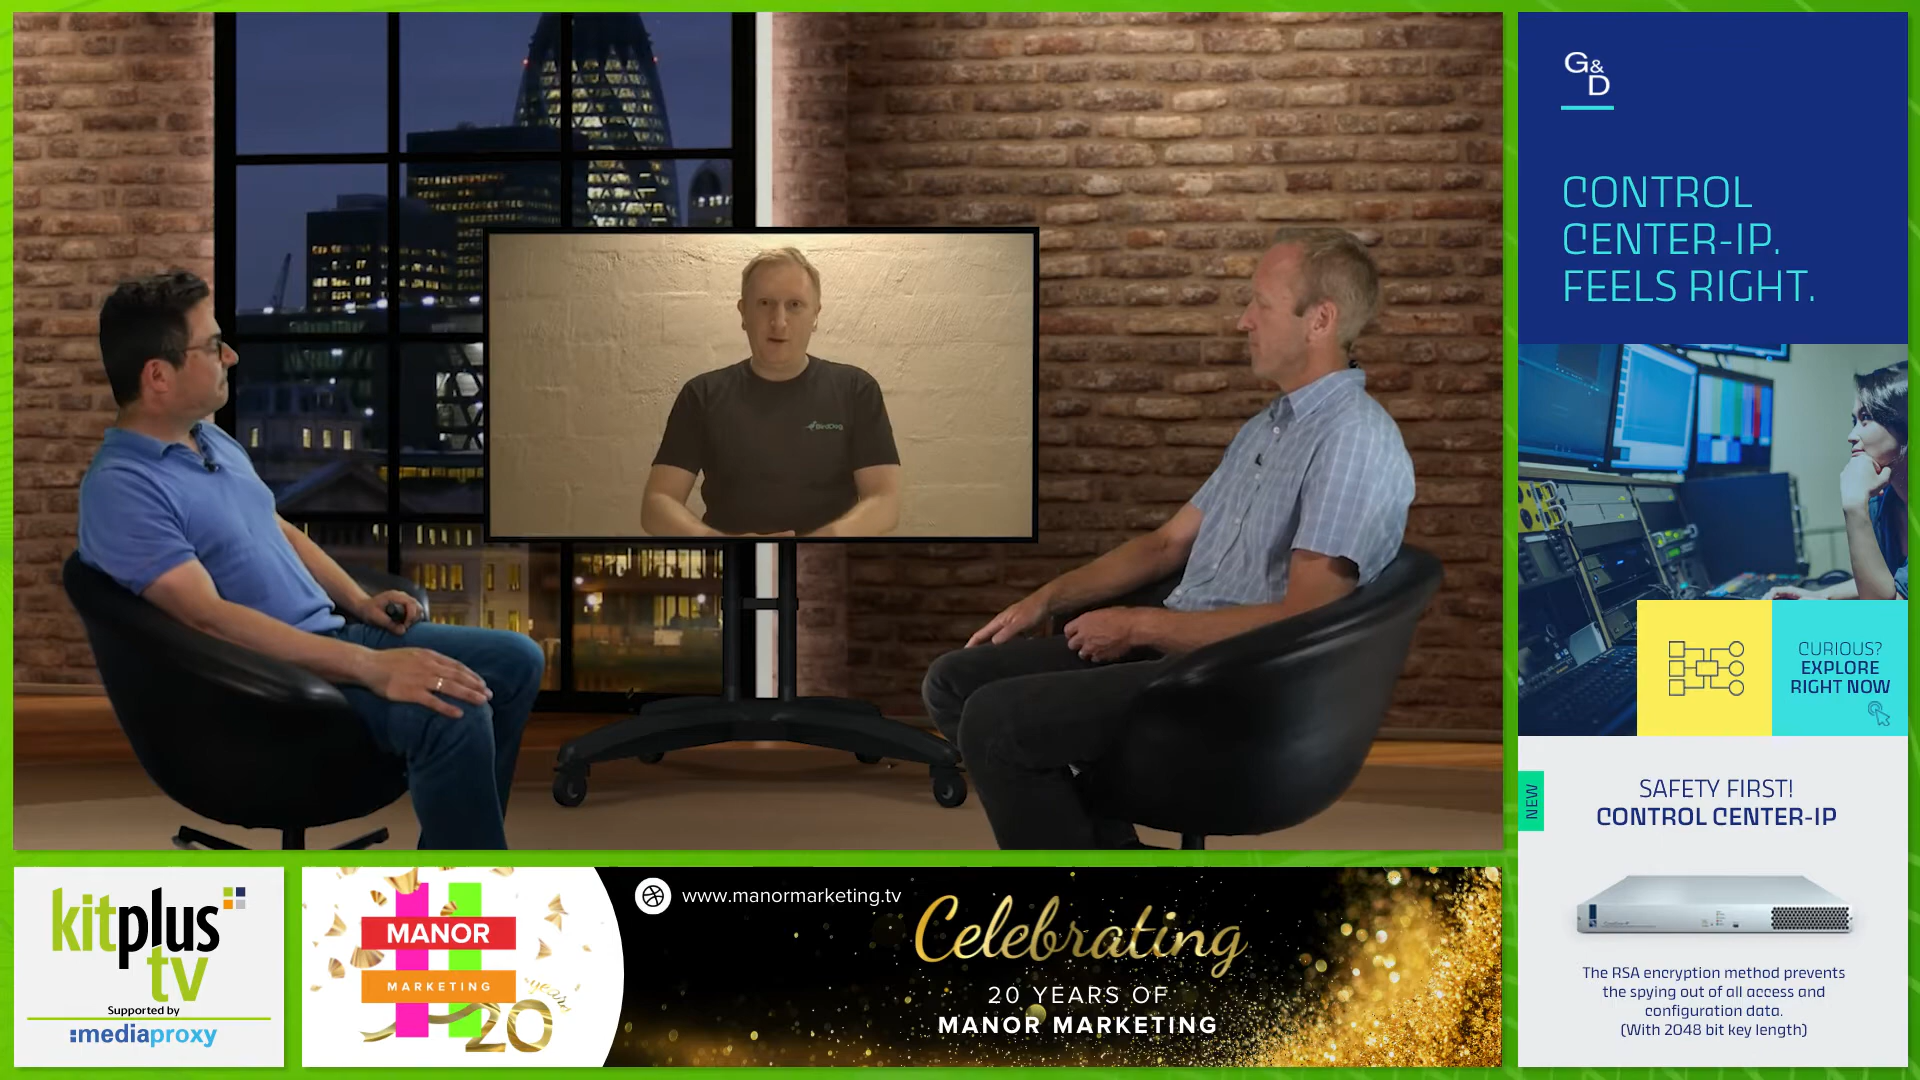 BirdDog
G&
D
CONTROL
CENTER-IP.
FEELS RIGHT.
CURIOUS?
EXPLORE
RIGHT NOW
NEW
SAFETY FIRST!
CONTROL CENTER-IP
The RSA encryption method prevents
the spying out of all access and
configuration data.
(With 2048 bit key length)
kitplus
tv
Supported by
:mediaproxy
MANOR
MARKETING
20
years
www.manormarketing.tv
Celebrating
20 YEARS OF
MANOR MARKETING